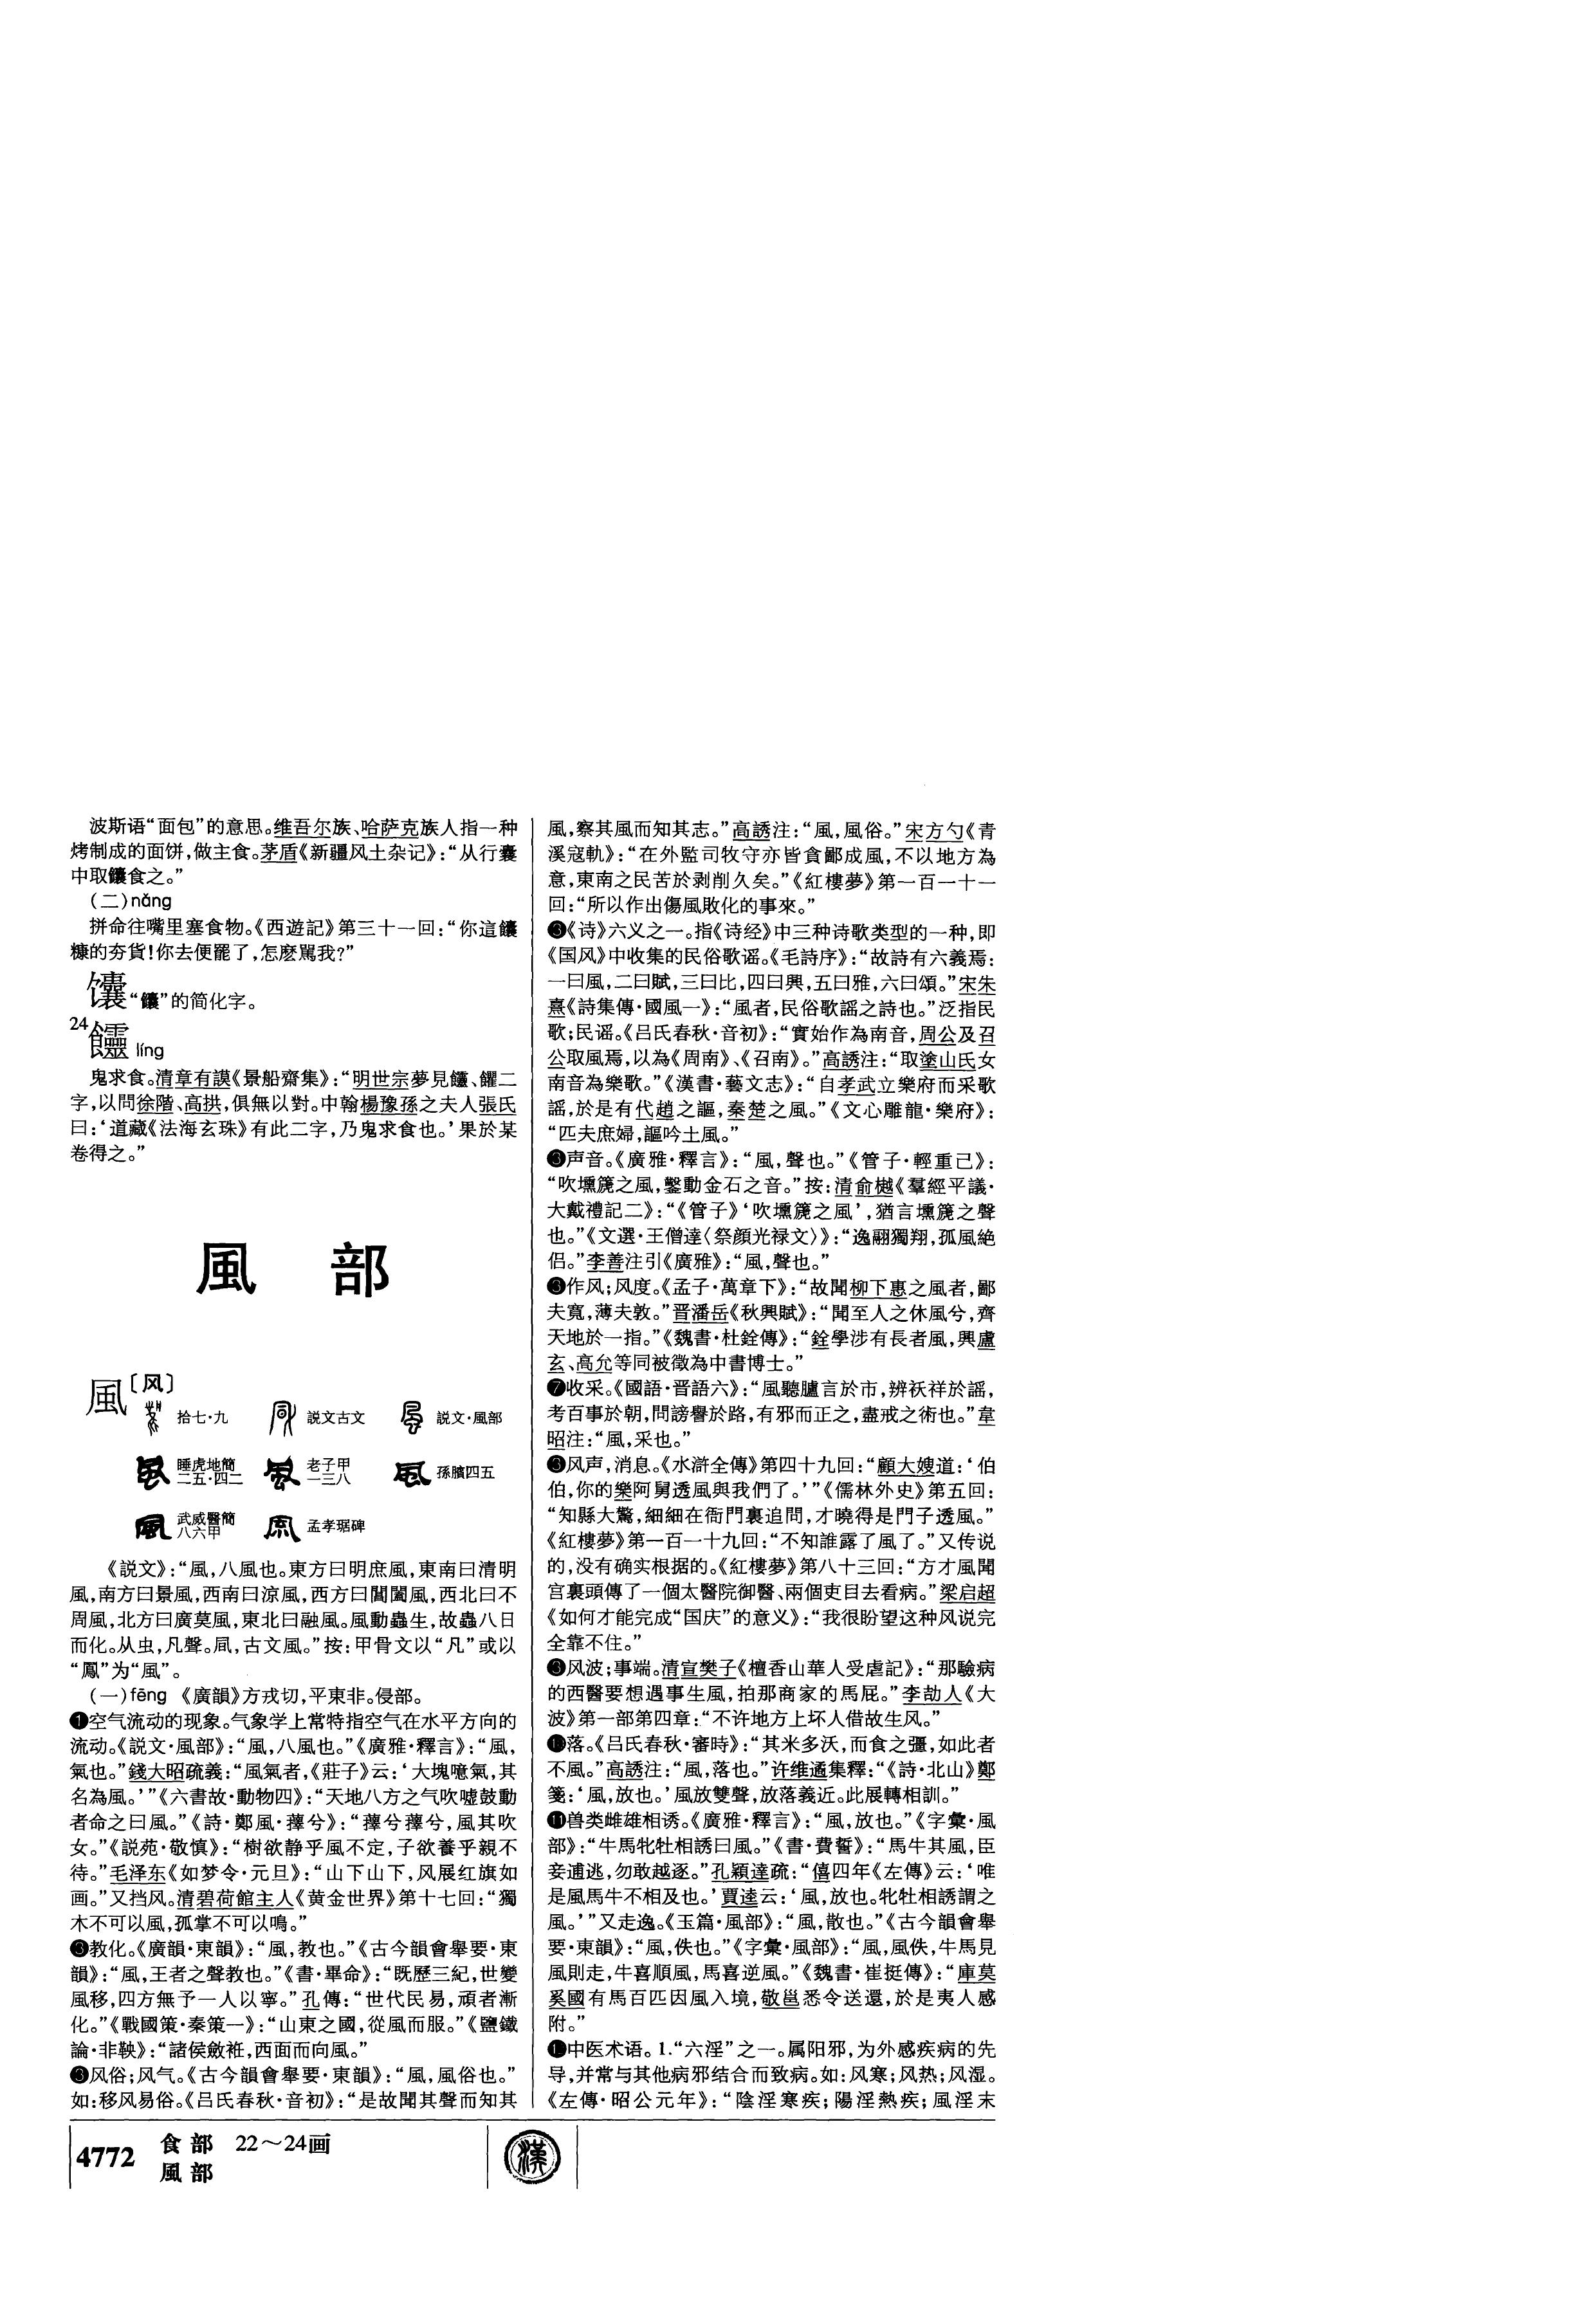 波斯语“面包”的意思。维吾尔族、哈萨克族人指一种
烤制成的面饼,做主食。茅盾《新疆风土杂记》:“从行囊
中取饢食之。”
(二)nǎng
拼命往嘴里塞食物。《西遊記》第三十一回:“你這饢
糠的夯貨!你去便罷了,怎麽駡我?”
馕“饢”的简化字。
24
líng
鬼求食。清章有謨《景船齋集》:“明世宗夢見、二
字,以問徐階、高拱,俱無以對。中翰楊豫孫之夫人張氏
曰:‘道藏《法海玄珠》有此二字,乃鬼求食也。’果於某
卷得之。”
風 部
風〔风〕
拾七·九 説文古文 説文·風部
睡虎地簡二五·四二 老子甲一三八 孫臏四五
武威醫簡八六甲 孟孝琚碑
《説文》:“風,八風也。東方曰明庶風,東南曰清明
風,南方曰景風,西南曰涼風,西方曰閶闔風,西北曰不
周風,北方曰廣莫風,東北曰融風。風動蟲生,故蟲八日
而化。从虫,凡聲。凬,古文風。”按:甲骨文以“凡”或以
“鳳”为“風”。
(一)fēng 《廣韻》方戎切,平東非。侵部。
❶空气流动的现象。气象学上常特指空气在水平方向的
流动。《説文·風部》:“風,八風也。”《廣雅·釋言》:“風,
氣也。”錢大昭疏義:“風氣者,《莊子》云:‘大塊噫氣,其
名為風。’”《六書故·動物四》:“天地八方之气吹噓鼓動
者命之曰風。”《詩·鄭風·蘀兮》:“蘀兮蘀兮,風其吹
女。”《説苑·敬慎》:“樹欲静乎風不定,子欲養乎親不
待。”毛泽东《如梦令·元旦》:“山下山下,风展红旗如
画。”又挡风。清碧荷館主人《黄金世界》第十七回:“獨
木不可以風,孤掌不可以鳴。”
❸教化。《廣韻·東韻》:“風,教也。”《古今韻會舉要·東
韻》:“風,王者之聲教也。”《書·畢命》:“既歷三紀,世變
風移,四方無予一人以寧。”孔傳:“世代民易,頑者漸
化。”《戰國策·秦策一》:“山東之國,從風而服。”《鹽鐵
論·非鞅》:“諸侯斂衽,西面而向風。”
❸风俗;风气。《古今韻會舉要·東韻》:“風,風俗也。”
如:移风易俗。《吕氏春秋·音初》:“是故聞其聲而知其
風,察其風而知其志。”高誘注:“風,風俗。”宋方勺《青
溪寇軌》:“在外監司牧守亦皆貪鄙成風,不以地方為
意,東南之民苦於剥削久矣。”《紅樓夢》第一百一十一
回:“所以作出傷風敗化的事來。”
❸《诗》六义之一。指《诗经》中三种诗歌类型的一种,即
《国风》中收集的民俗歌谣。《毛詩序》:“故詩有六義焉:
一曰風,二曰賦,三曰比,四曰興,五曰雅,六曰頌。”宋朱
熹《詩集傳·國風一》:“風者,民俗歌謡之詩也。”泛指民
歌;民谣。《吕氏春秋·音初》:“實始作為南音,周公及召
公取風焉,以為《周南》、《召南》。”高誘注:“取塗山氏女
南音為樂歌。”《漢書·藝文志》:“自孝武立樂府而采歌
謡,於是有代趙之謳,秦楚之風。”《文心雕龍·樂府》:
“匹夫庶婦,謳吟土風。”
❸声音。《廣雅·釋言》:“風,聲也。”《管子·輕重己》:
“吹壎篪之風,鑿動金石之音。”按:清俞樾《羣經平議·
大戴禮記二》:“《管子》‘吹壎篪之風’,猶言壎篪之聲
也。”《文選·王僧達〈祭顔光禄文〉》:“逸翮獨翔,孤風絶
侣。”李善注引《廣雅》:“風,聲也。”
❸作风;风度。《孟子·萬章下》:“故聞柳下惠之風者,鄙
夫寬,薄夫敦。”晋潘岳《秋興賦》:“聞至人之休風兮,齊
天地於一指。”《魏書·杜銓傳》:“銓學涉有長者風,興盧
玄、高允等同被徵為中書博士。”
❼收采。《國語·晋語六》:“風聽臚言於市,辨祅祥於謡,
考百事於朝,問謗譽於路,有邪而正之,盡戒之術也。”韋
昭注:“風,采也。”
❸风声,消息。《水滸全傳》第四十九回:“顧大嫂道:‘伯
伯,你的樂阿舅透風與我們了。’”《儒林外史》第五回:
“知縣大驚,細細在衙門裏追問,才曉得是門子透風。”
《紅樓夢》第一百一十九回:“不知誰露了風了。”又传说
的,没有确实根据的。《紅樓夢》第八十三回:“方才風聞
宫裏頭傳了一個太醫院御醫、兩個吏目去看病。”梁启超
《如何才能完成“国庆”的意义》:“我很盼望这种风说完
全靠不住。”
❸风波;事端。清宣樊子《檀香山華人受虐記》:“那驗病
的西醫要想遇事生風,拍那商家的馬屁。”李劼人《大
波》第一部第四章:“不许地方上坏人借故生风。”
❶落。《吕氏春秋·審時》:“其米多沃,而食之彊,如此者
不風。”高誘注:“風,落也。”许维遹集釋:“《詩·北山》鄭
箋:‘風,放也。’風放雙聲,放落義近。此展轉相訓。”
⓫兽类雌雄相诱。《廣雅·釋言》:“風,放也。”《字彙·風
部》:“牛馬牝牡相誘曰風。”《書·費誓》:“馬牛其風,臣
妾逋逃,勿敢越逐。”孔穎達疏:“僖四年《左傳》云:‘唯
是風馬牛不相及也。’賈逵云:‘風,放也。牝牡相誘謂之
風。’”又走逸。《玉篇·風部》:“風,散也。”《古今韻會舉
要·東韻》:“風,佚也。”《字彙·風部》:“風,風佚,牛馬見
風則走,牛喜順風,馬喜逆風。”《魏書·崔挺傳》:“庫莫
奚國有馬百匹因風入境,敬邕悉令送還,於是夷人感
附。”
❶中医术语。1.“六淫”之一。属阳邪,为外感疾病的先
导,并常与其他病邪结合而致病。如:风寒;风热;风湿。
《左傳·昭公元年》:“陰淫寒疾;陽淫熱疾;風淫末
4772 食部 22～24画
風部
漢